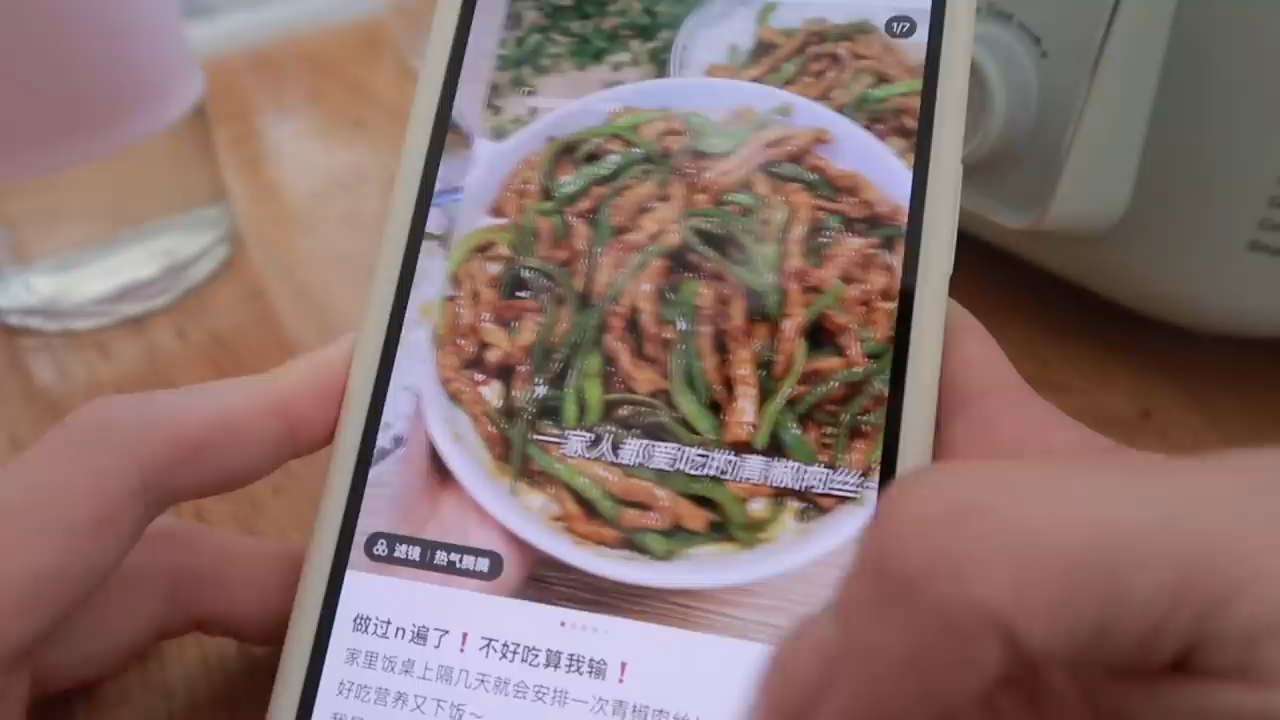 1/7
一家人都爱吃的青椒肉丝~
滤镜 | 热气腾腾
做过n遍了❗不好吃算我输❗
家里饭桌上隔几天就会安排一次青椒肉丝
好吃营养又下饭~